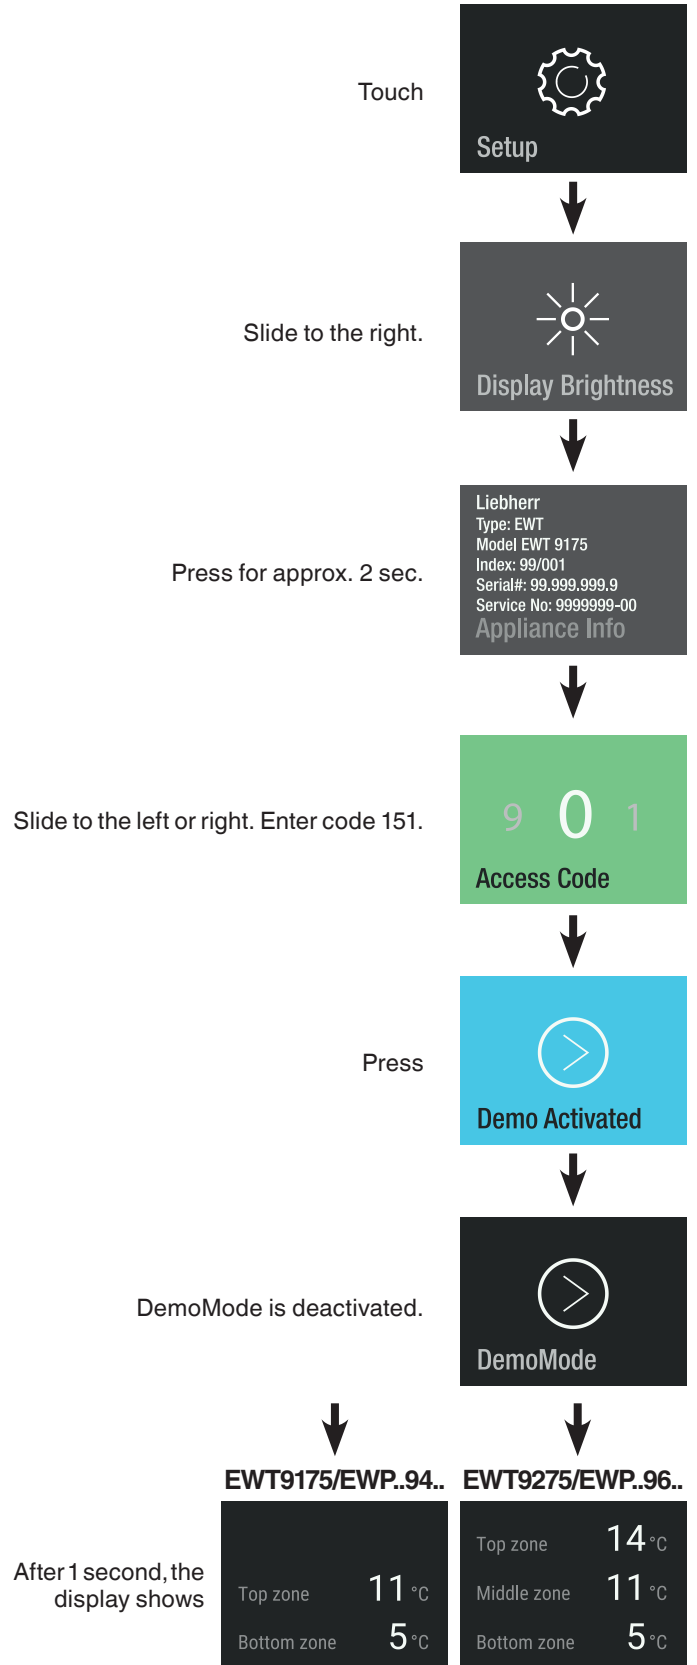 Touch
Setup
Slide to the right.
Display Brightness
Press for approx. 2 sec.
Liebherr
Type: EWT
Model EWT 9175
Index: 99/001
Serial#: 99.999.999.9
Service No: 9999999-00
Appliance Info
Slide to the left or right. Enter code 151.
9 0 1
Access Code
Press
Demo Activated
DemoMode is deactivated.
DemoMode
EWT9175/EWP..94..
EWT9275/EWP..96..
After 1 second, the
display shows
Top zone 11 °C
Bottom zone 5 °C
Top zone 14 °C
Middle zone 11 °C
Bottom zone 5 °C